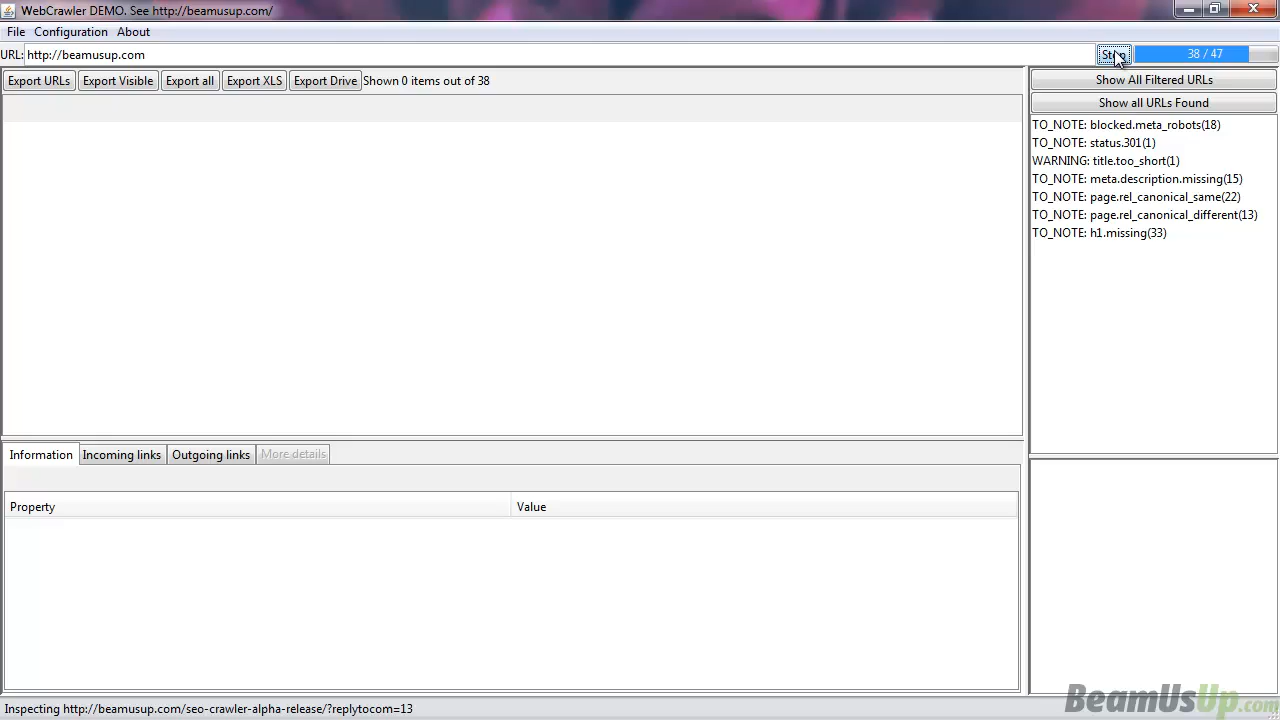 WebCrawler DEMO. See http://beamusup.com/
File Configuration About
URL: http://beamusup.com
38 / 47
Export URLs Export Visible Export all Export XLS Export Drive Shown 0 items out of 38
Show All Filtered URLs
Show all URLs Found
TO_NOTE: blocked.meta_robots(18)
TO_NOTE: status.301(1)
WARNING: title.too_short(1)
TO_NOTE: meta.description.missing(15)
TO_NOTE: page.rel_canonical_same(22)
TO_NOTE: page.rel_canonical_different(13)
TO_NOTE: h1.missing(33)
Information Incoming links Outgoing links More details
Property Value
Inspecting http://beamusup.com/seo-crawler-alpha-release/?replytocom=13
BeamUsUp.com